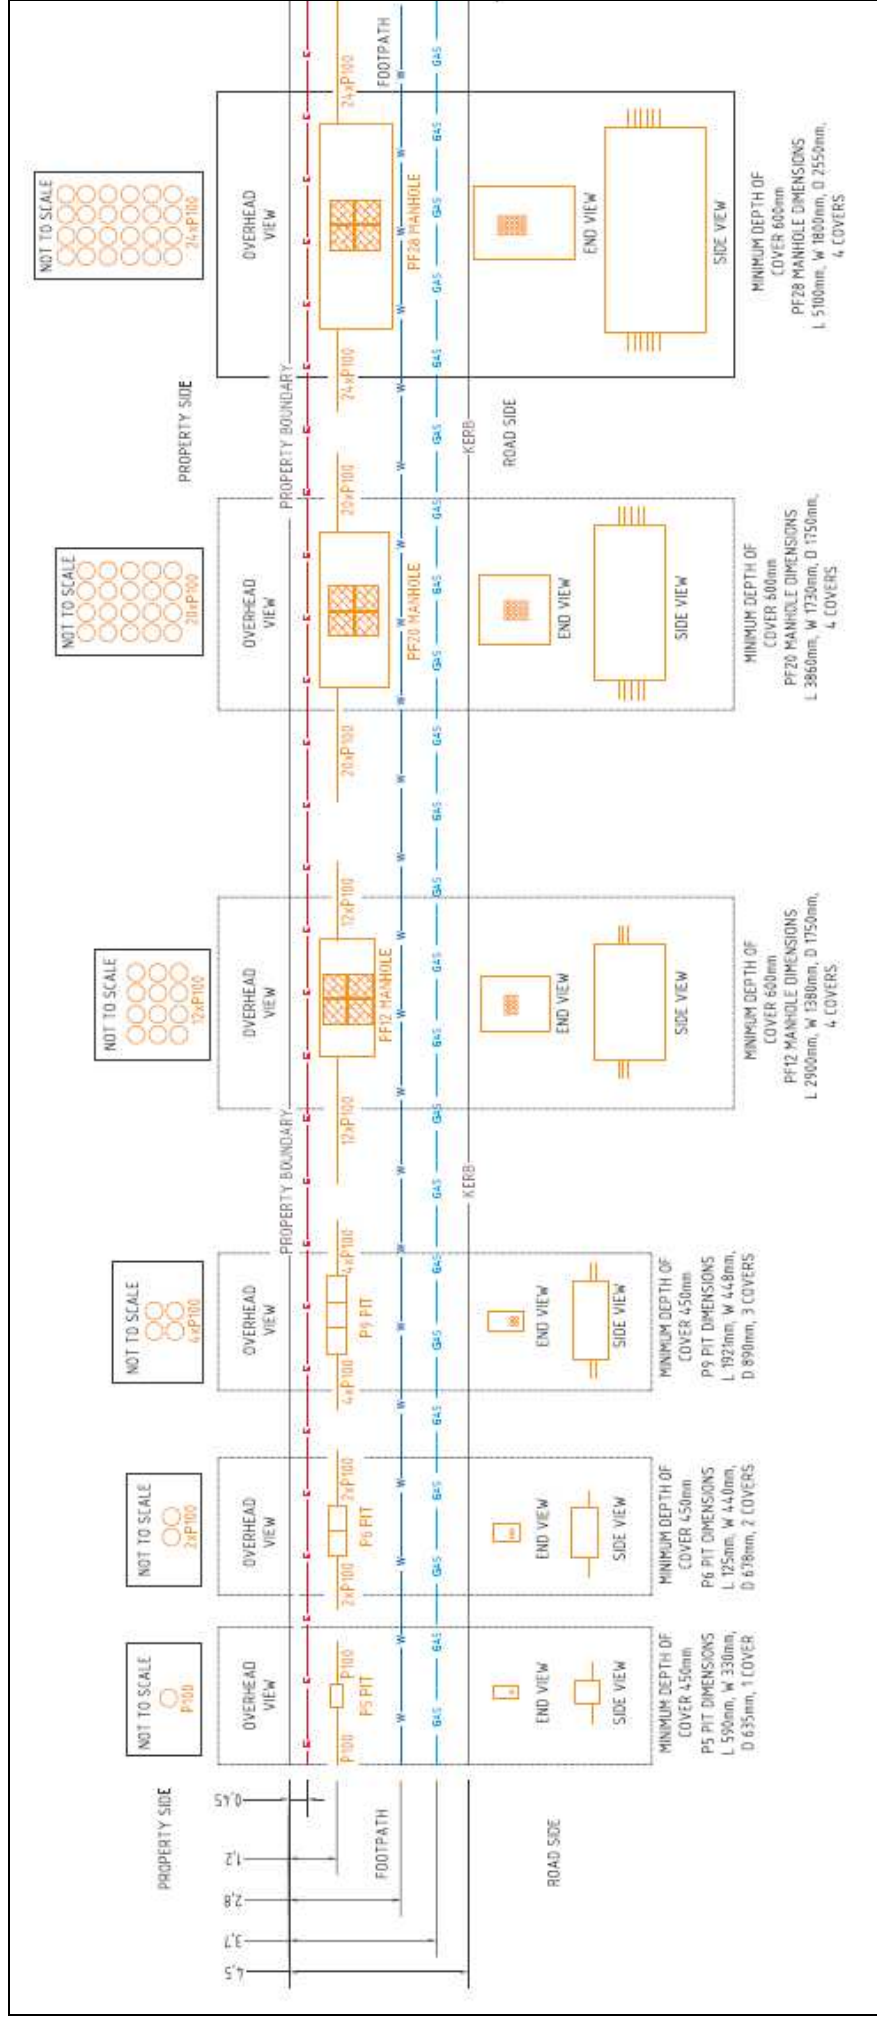 PROPERTY SIDE
0,45
1,2
2,8
3,7
4,5
FOOTPATH
ROAD SIDE
NOT TO SCALE
P100
OVERHEAD
VIEW
E
P100
P100
P5 PIT
W
GAS
END VIEW
SIDE VIEW
MINIMUM DEPTH OF
COVER 450mm
P5 PIT DIMENSIONS
L 590mm, W 330mm,
D 635mm, 1 COVER
NOT TO SCALE
2xP100
OVERHEAD
VIEW
E
2xP100
2xP100
P6 PIT
W
GAS
END VIEW
SIDE VIEW
MINIMUM DEPTH OF
COVER 450mm
P6 PIT DIMENSIONS
L 125mm, W 440mm,
D 678mm, 2 COVERS
NOT TO SCALE
4xP100
OVERHEAD
VIEW
E
4xP100
4xP100
P9 PIT
W
GAS
END VIEW
SIDE VIEW
MINIMUM DEPTH OF
COVER 450mm
P9 PIT DIMENSIONS
L 1921mm, W 448mm,
D 890mm, 3 COVERS
PROPERTY BOUNDARY
KERB
NOT TO SCALE
12xP100
OVERHEAD
VIEW
E
12xP100
12xP100
PF12 MANHOLE
W
GAS
END VIEW
SIDE VIEW
MINIMUM DEPTH OF
COVER 600mm
PF12 MANHOLE DIMENSIONS
L 2900mm, W 1380mm, D 1750mm,
4 COVERS
NOT TO SCALE
20xP100
OVERHEAD
VIEW
E
20xP100
20xP100
PF20 MANHOLE
W
GAS
END VIEW
SIDE VIEW
MINIMUM DEPTH OF
COVER 600mm
PF20 MANHOLE DIMENSIONS
L 3860mm, W 1730mm, D 1750mm,
4 COVERS
PROPERTY SIDE
PROPERTY BOUNDARY
KERB
ROAD SIDE
NOT TO SCALE
24xP100
OVERHEAD
VIEW
E
24xP100
24xP100
PF28 MANHOLE
FOOTPATH
W
GAS
END VIEW
SIDE VIEW
MINIMUM DEPTH OF
COVER 600mm
PF28 MANHOLE DIMENSIONS
L 5100mm, W 1800mm, D 2550mm,
4 COVERS